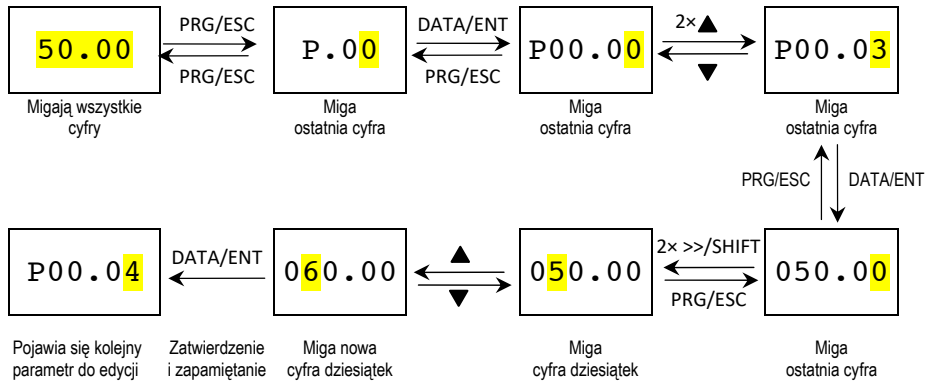 50.00
PRG/ESC
PRG/ESC
P.00
DATA/ENT
PRG/ESC
P00.00
2× ▲
▼
P00.03
Migają wszystkie
cyfry
Miga
ostatnia cyfra
Miga
ostatnia cyfra
Miga
ostatnia cyfra
PRG/ESC
DATA/ENT
P00.04
DATA/ENT
060.00
▲
▼
050.00
2× >>/SHIFT
PRG/ESC
050.00
Pojawia się kolejny
parametr do edycji
Zatwierdzenie
i zapamiętanie
Miga nowa
cyfra dziesiątek
Miga
cyfra dziesiątek
Miga
ostatnia cyfra